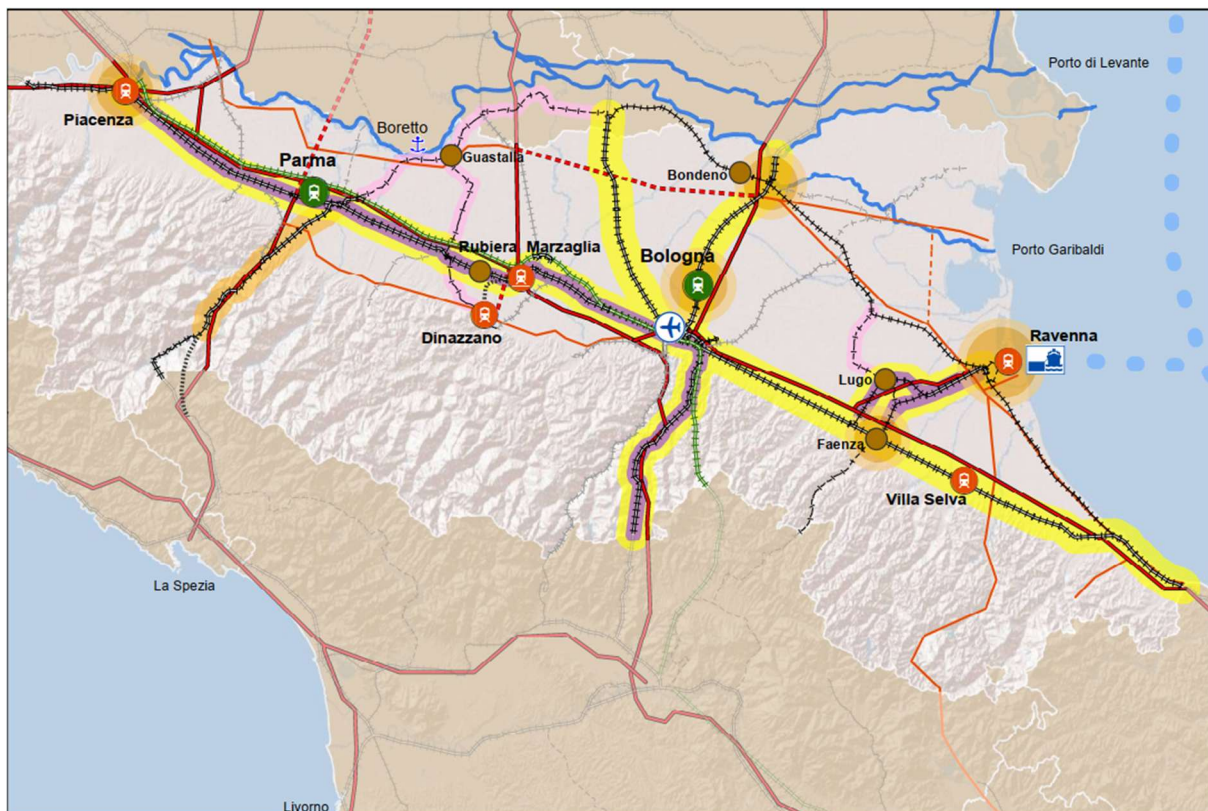 Porto di Levante
Piacenza
Boretto
Guastalla
Parma
Bondeno
Rubiera
Marzaglia
Bologna
Porto Garibaldi
Dinazzano
Ravenna
Lugo
Faenza
Villa Selva
La Spezia
Livorno